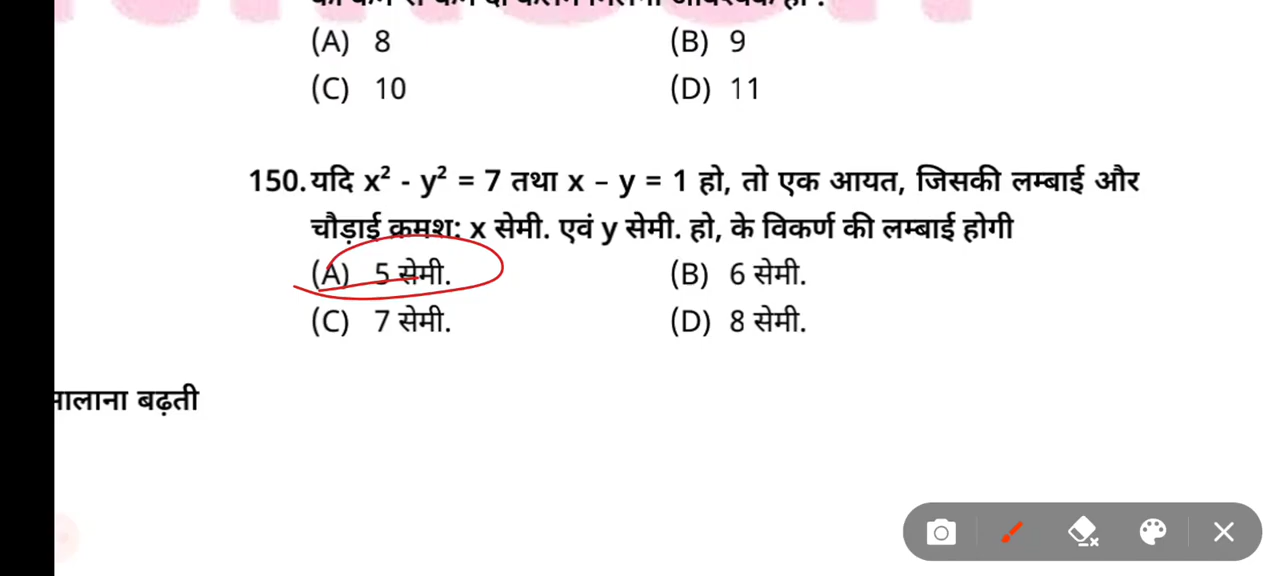 (A) 8 (B) 9
(C) 10 (D) 11
150. यदि x² - y² = 7 तथा x – y = 1 हो, तो एक आयत, जिसकी लम्बाई और
चौड़ाई क्रमश: x सेमी. एवं y सेमी. हो, के विकर्ण की लम्बाई होगी
(A) 5 सेमी. (B) 6 सेमी.
(C) 7 सेमी. (D) 8 सेमी.
बढ़ती